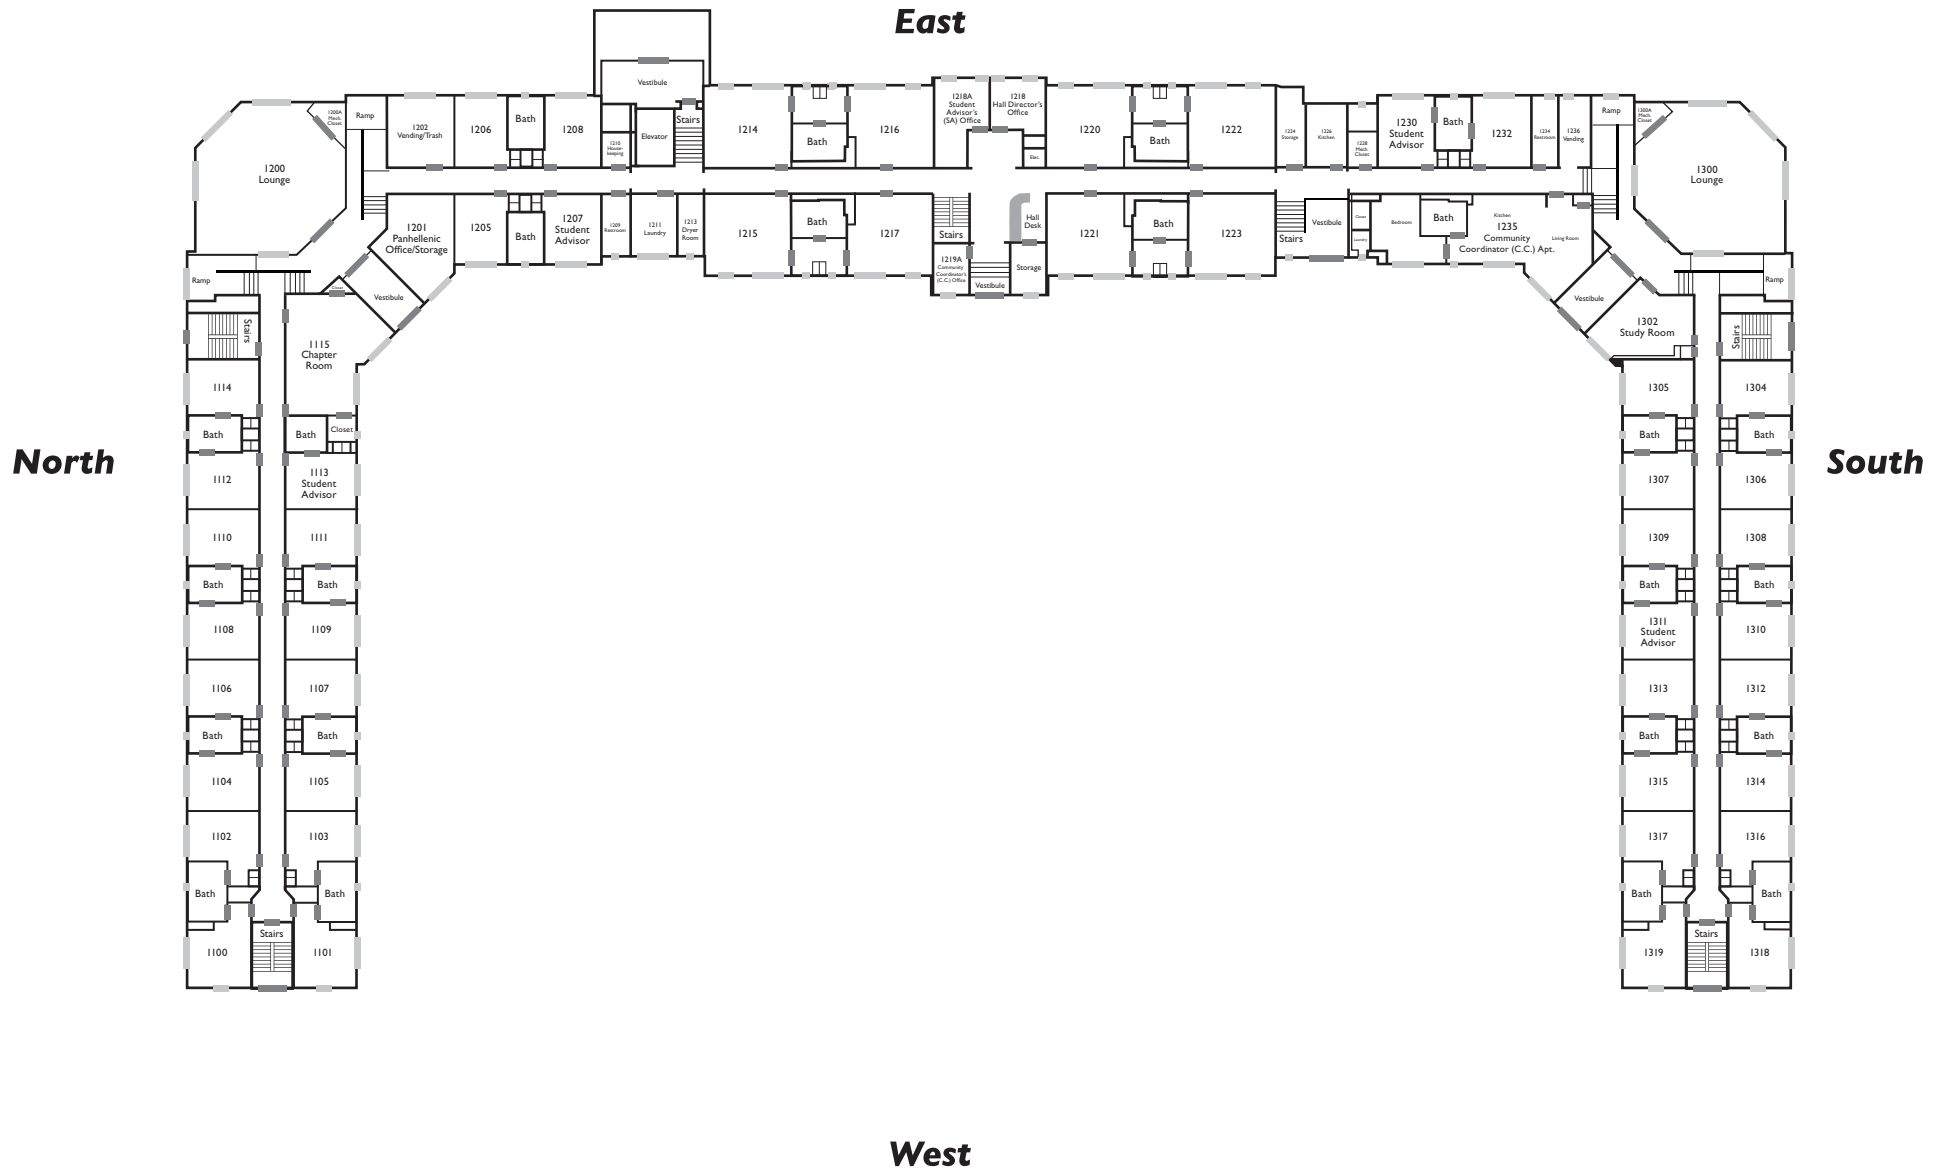 East
Vestibule
1218A
Student
Advisor's
(SA) Office
1218
Hall Director's
Office
1200A
Mech.
Closet
Ramp
1202
Vending/Trash
1206
Bath
1208
1210
House-
keeping
Elevator
Stairs
1214
Bath
1216
Elec.
1220
Bath
1222
1224
Storage
1226
Kitchen
1228
Mech.
Closet
1230
Student
Advisor
Bath
1232
1234
Restroom
1236
Vending
Ramp
1300A
Mech.
Closet
1200
Lounge
1300
Lounge
1201
Panhellenic
Office/Storage
1205
Bath
1207
Student
Advisor
1209
Restroom
1211
Laundry
1213
Dryer
Room
1215
Bath
1217
Stairs
Hall
Desk
1219A
Community
Coordinator's
(C.C.) Office
Vestibule
Storage
1221
Bath
1223
Stairs
Vestibule
Closet
Laundry
Bedroom
Bath
Kitchen
1235
Community
Coordinator (C.C.) Apt.
Living Room
Ramp
Closet
Vestibule
Vestibule
Ramp
Stairs
1115
Chapter
Room
1302
Study Room
Stairs
1114
1305
1304
Bath
Bath
Closet
Bath
Bath
North
South
1112
1113
Student
Advisor
1307
1306
1110
1111
1309
1308
Bath
Bath
Bath
Bath
1108
1109
1311
Student
Advisor
1310
1106
1107
1313
1312
Bath
Bath
Bath
Bath
1104
1105
1315
1314
1102
1103
1317
1316
Bath
Bath
Bath
Bath
Stairs
Stairs
1100
1101
1319
1318
West